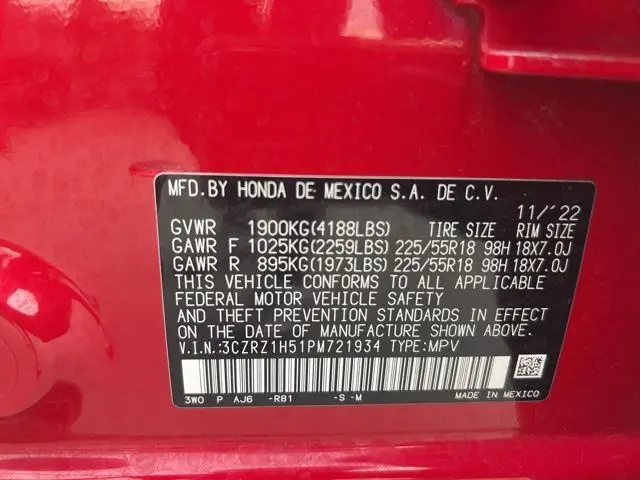 MFD.BY HONDA DE MEXICO S.A. DE C.V.
11/'22
GVWR 1900KG(4188LBS) TIRE SIZE RIM SIZE
GAWR F 1025KG(2259LBS) 225/55R18 98H 18X7.0J
GAWR R 895KG(1973LBS) 225/55R18 98H 18X7.0J
THIS VEHICLE CONFORMS TO ALL APPLICABLE
FEDERAL MOTOR VEHICLE SAFETY
AND THEFT PREVENTION STANDARDS IN EFFECT
ON THE DATE OF MANUFACTURE SHOWN ABOVE.
V.I.N.:3CZRZ1H51PM721934 TYPE:MPV
3WO P AJ6 -R81 -S-M MADE IN MEXICO